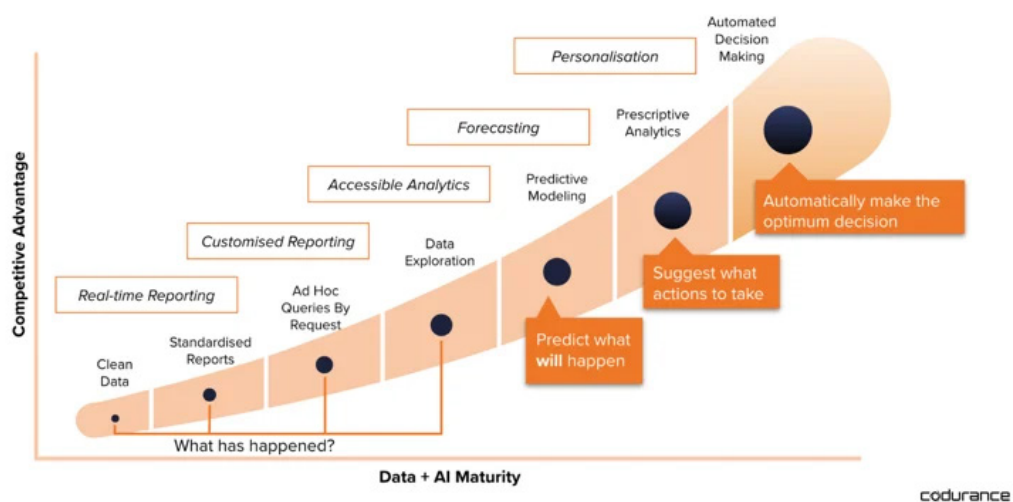 Automated
Decision
Making
Personalisation
Prescriptive
Analytics
Forecasting
Predictive
Modeling
Accessible Analytics
Data
Exploration
Customised Reporting
Ad Hoc
Queries By
Request
Real-time Reporting
Standardised
Reports
Clean
Data
Automatically make the
optimum decision
Suggest what
actions to take
Predict what
will happen
What has happened?
Competitive Advantage
Data + AI Maturity
codurance